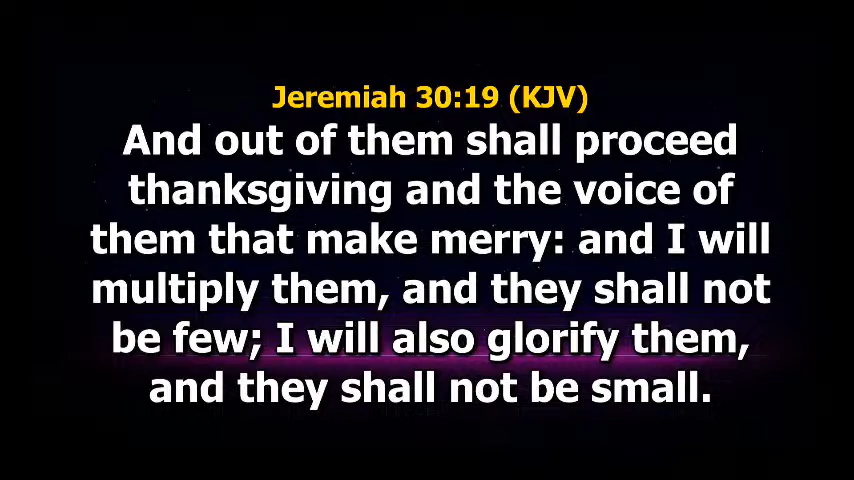 Jeremiah 30:19 (KJV)
And out of them shall proceed
thanksgiving and the voice of
them that make merry: and I will
multiply them, and they shall not
be few; I will also glorify them,
and they shall not be small.